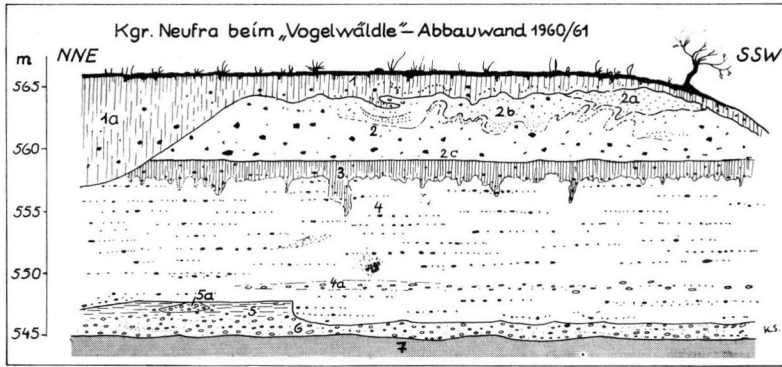 Kgr. Neufra beim „Vogelwäldle“ – Abbauwand 1960/61
m NNE SSW
565
1
1a
2a
2b
2
560
2c
3
555
4
550
4a
5a
5
545
6
K.S.
7